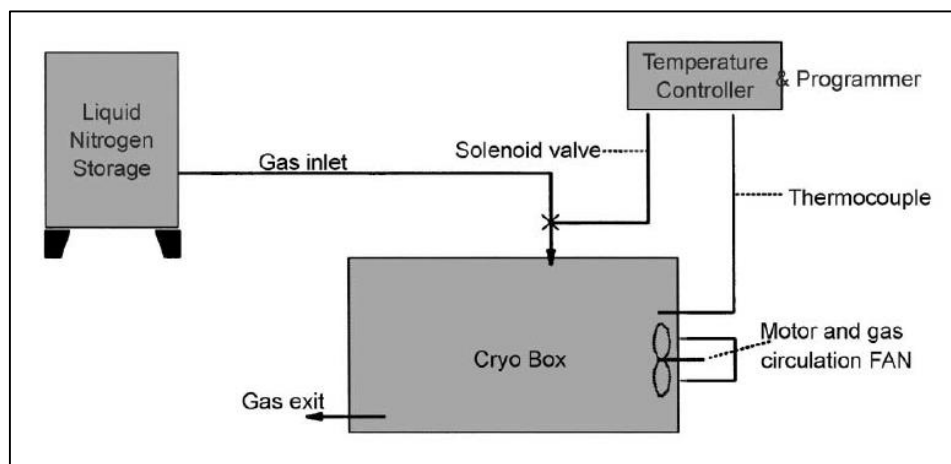 Liquid
Nitrogen
Storage
Gas inlet
Temperature
Controller
& Programmer
Solenoid valve
Thermocouple
Cryo Box
Motor and gas
circulation FAN
Gas exit